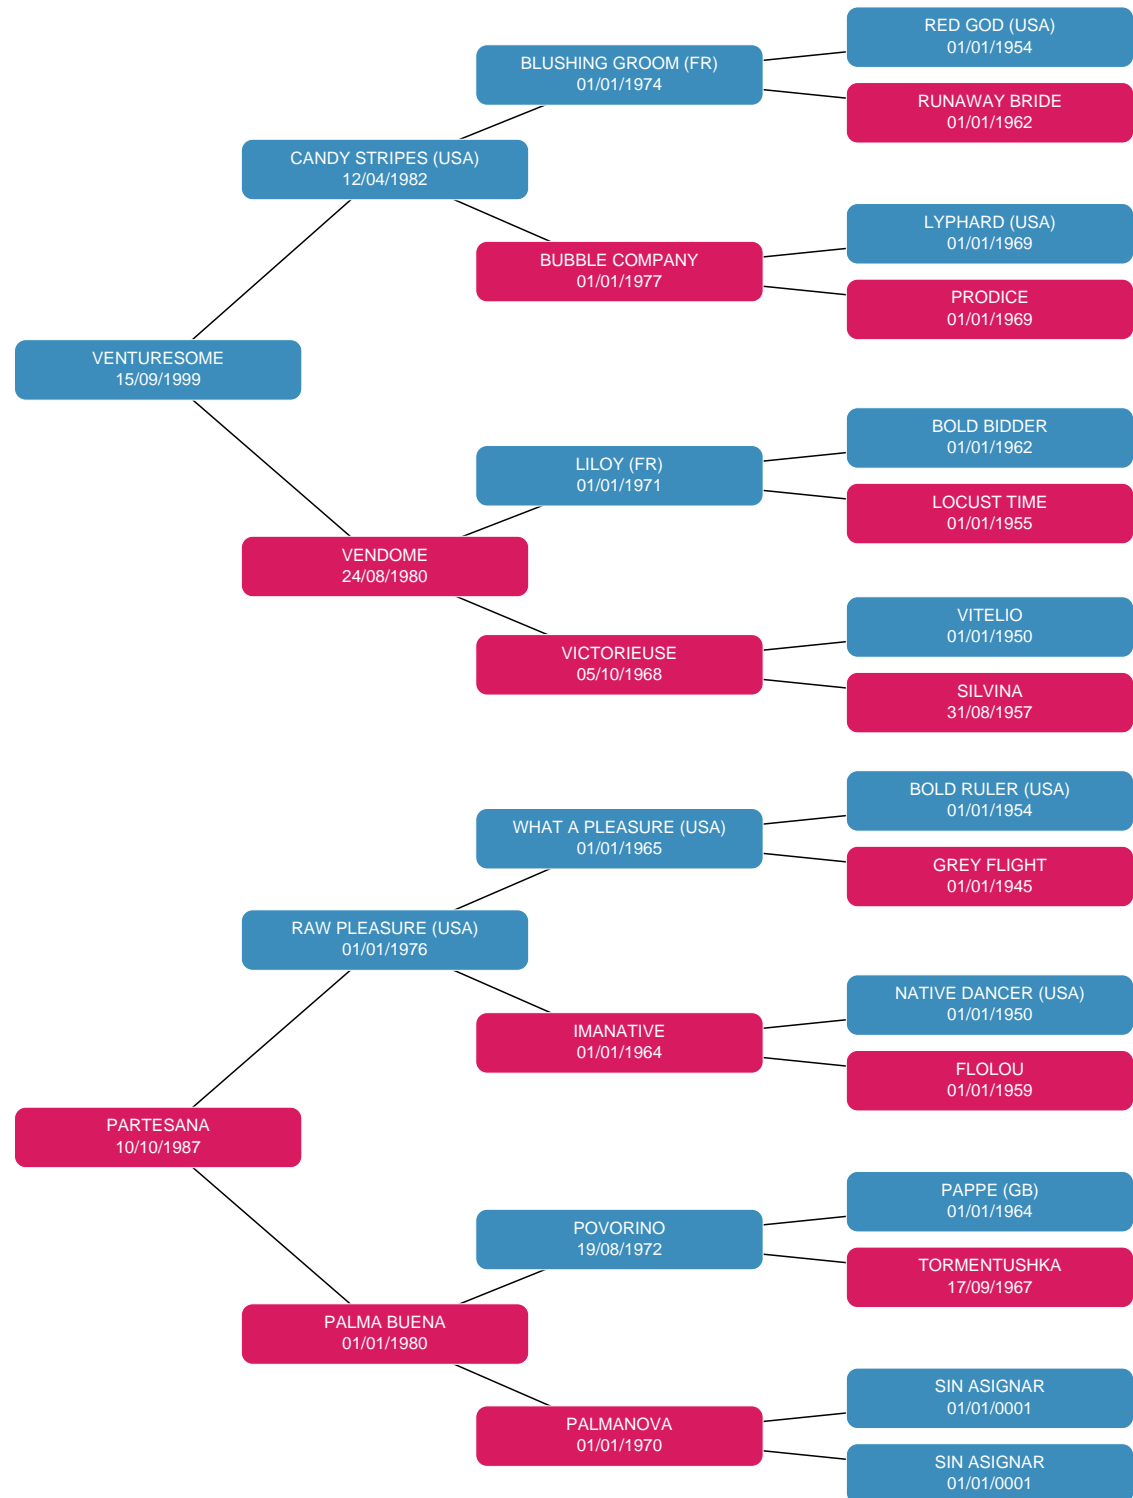 RED GOD (USA)
01/01/1954
BLUSHING GROOM (FR)
01/01/1974
RUNAWAY BRIDE
01/01/1962
CANDY STRIPES (USA)
12/04/1982
LYPHARD (USA)
01/01/1969
BUBBLE COMPANY
01/01/1977
PRODICE
01/01/1969
VENTURESOME
15/09/1999
BOLD BIDDER
01/01/1962
LILOY (FR)
01/01/1971
LOCUST TIME
01/01/1955
VENDOME
24/08/1980
VITELIO
01/01/1950
VICTORIEUSE
05/10/1968
SILVINA
31/08/1957
BOLD RULER (USA)
01/01/1954
WHAT A PLEASURE (USA)
01/01/1965
GREY FLIGHT
01/01/1945
RAW PLEASURE (USA)
01/01/1976
NATIVE DANCER (USA)
01/01/1950
IMANATIVE
01/01/1964
FLOLOU
01/01/1959
PARTESANA
10/10/1987
PAPPE (GB)
01/01/1964
POVORINO
19/08/1972
TORMENTUSHKA
17/09/1967
PALMA BUENA
01/01/1980
SIN ASIGNAR
01/01/0001
PALMANOVA
01/01/1970
SIN ASIGNAR
01/01/0001